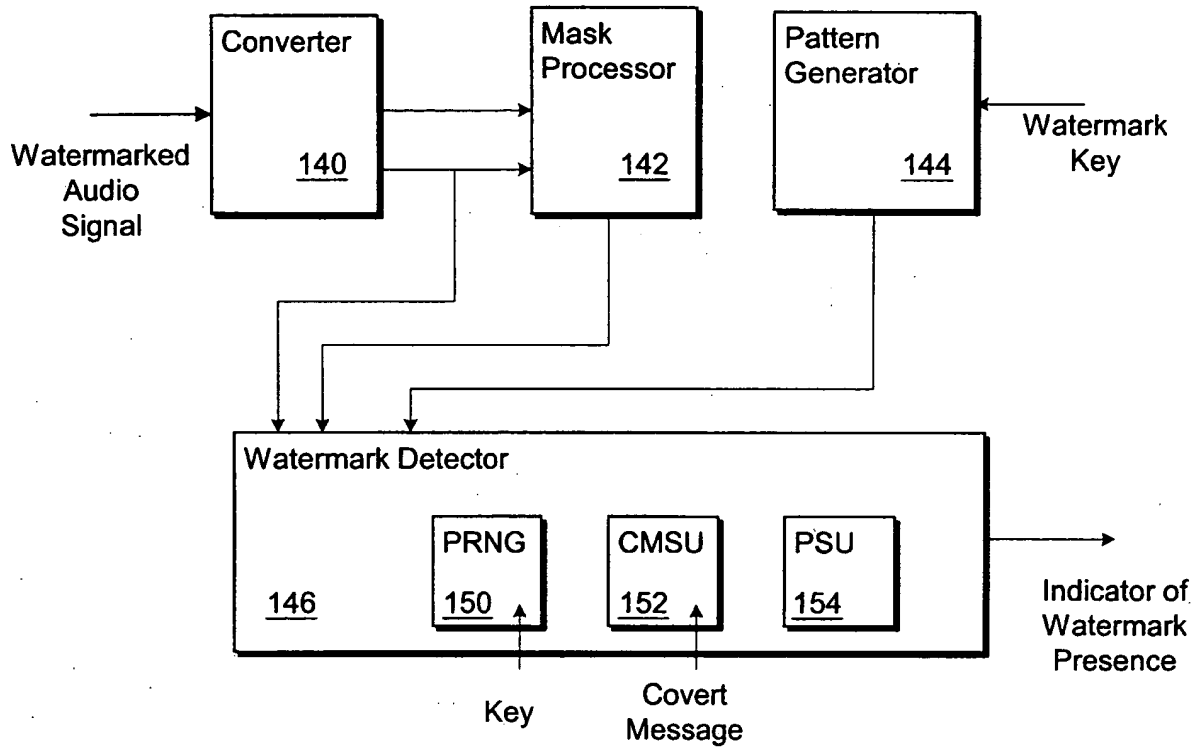 Converter
140
Mask
Processor
142
Pattern
Generator
144
Watermarked
Audio
Signal
Watermark
Key
Watermark Detector
146
PRNG
150
CMSU
152
PSU
154
Key
Covert
Message
Indicator of
Watermark
Presence